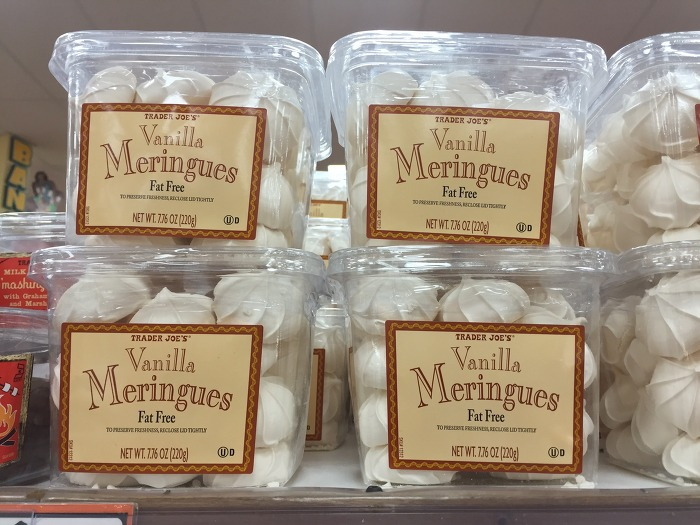 TRADER JOE'S®
Vanilla
Meringues
Fat Free
TO PRESERVE FRESHNESS, RECLOSE LID TIGHTLY
NET WT. 7.76 OZ (220g)
U D
TRADER JOE'S®
Vanilla
Meringues
Fat Free
TO PRESERVE FRESHNESS, RECLOSE LID TIGHTLY
NET WT. 7.76 OZ (220g)
U D
BAN
MILK
mashin
with Graha
and Marsh
TRADER JOE'S®
Vanilla
Meringues
Fat Free
TO PRESERVE FRESHNESS, RECLOSE LID TIGHTLY
NET WT. 7.76 OZ (220g)
U D
TRADER JOE'S®
Vanilla
Meringues
Fat Free
TO PRESERVE FRESHNESS, RECLOSE LID TIGHTLY
NET WT. 7.76 OZ (220g)
U D